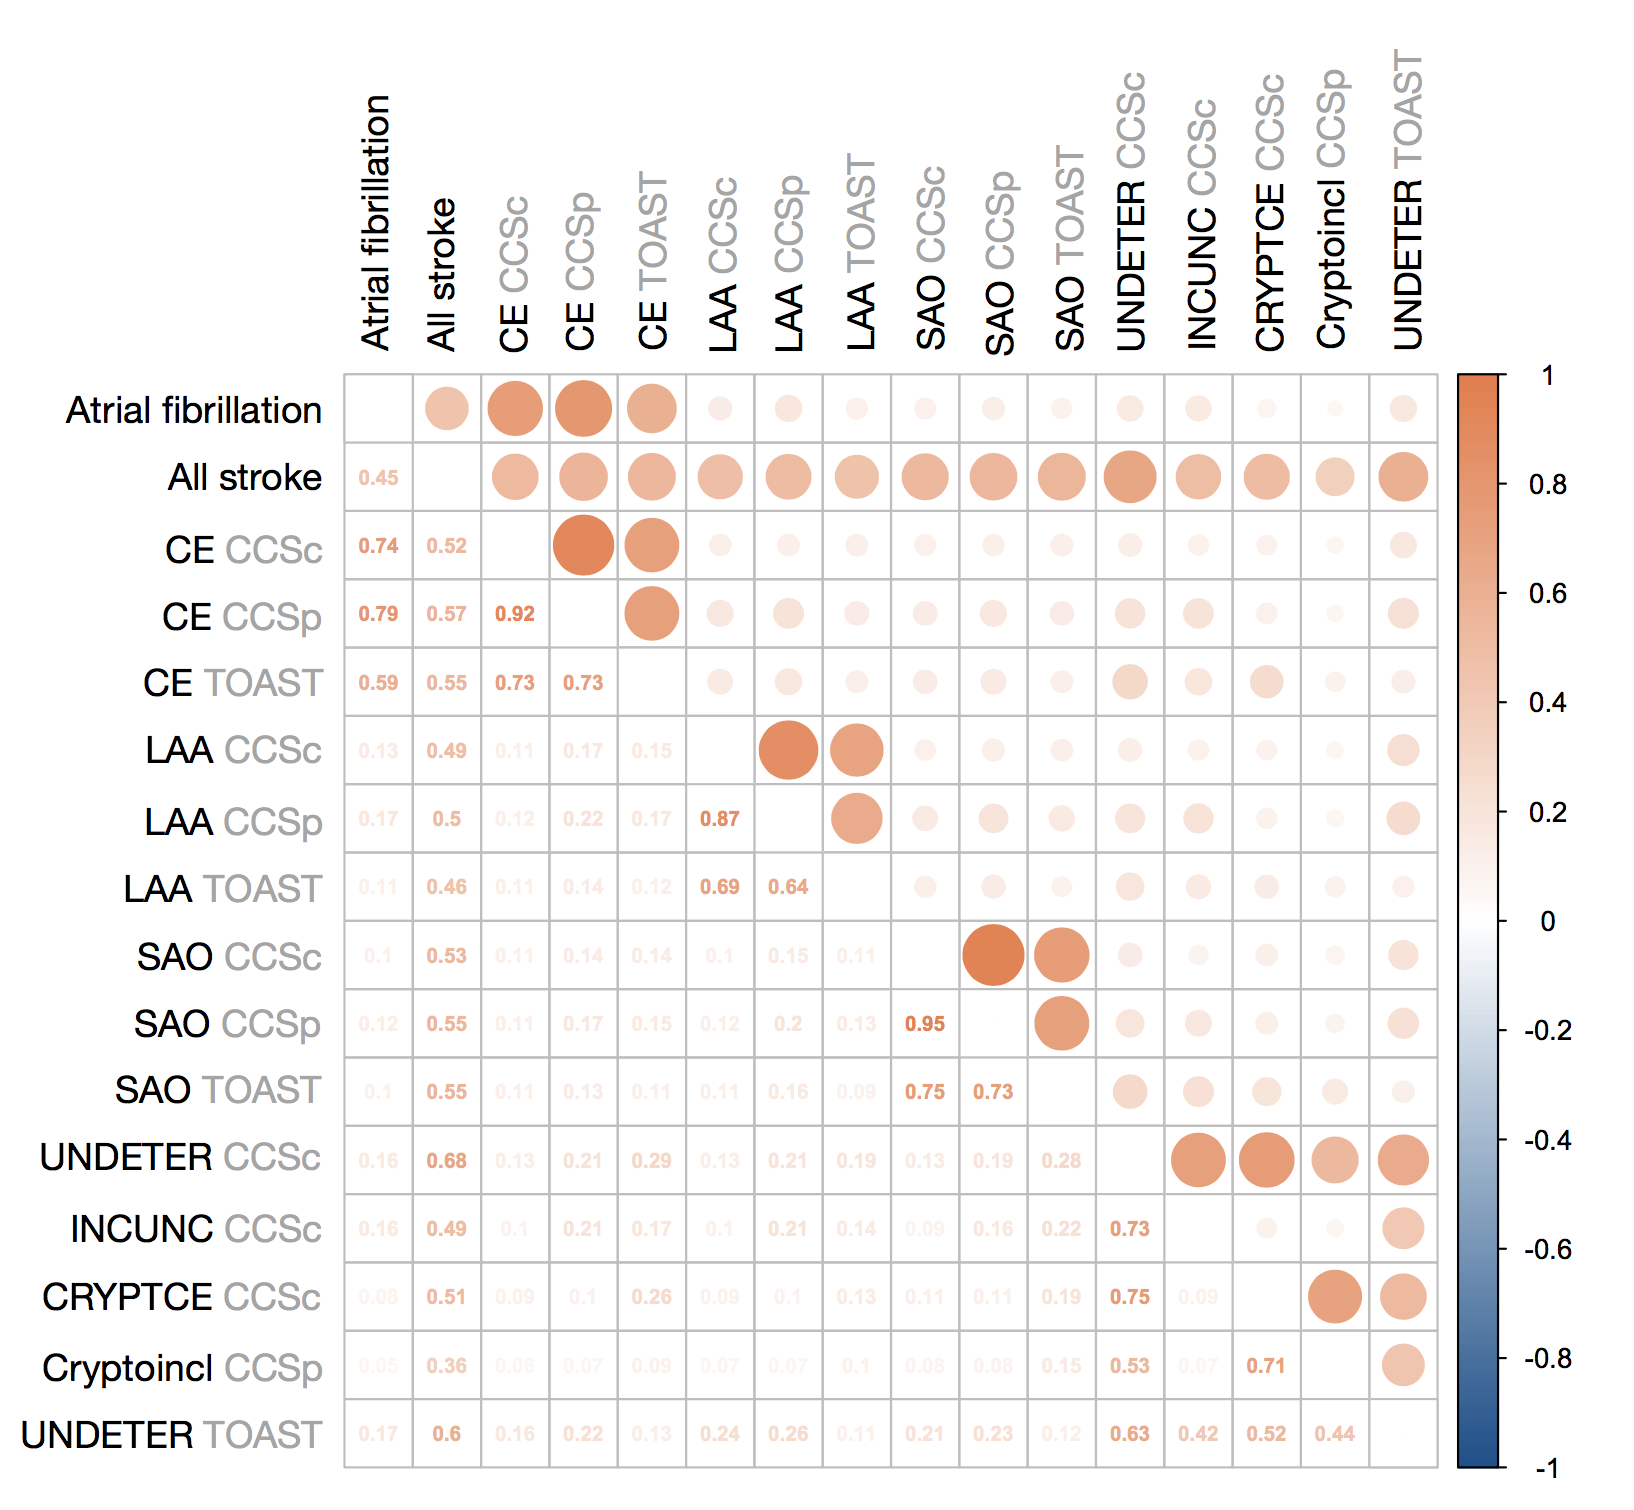 Atrial fibrillation
All stroke
CE CCSc
CE CCSp
CE TOAST
LAA CCSc
LAA CCSp
LAA TOAST
SAO CCSc
SAO CCSp
SAO TOAST
UNDETER CCSc
INCUNC CCSc
CRYPTCE CCSc
Cryptoincl CCSp
UNDETER TOAST
Atrial fibrillation
All stroke 0.45
CE CCSc 0.74 0.52
CE CCSp 0.79 0.57 0.92
CE TOAST 0.59 0.55 0.73 0.73
LAA CCSc 0.13 0.49 0.11 0.17 0.15
LAA CCSp 0.17 0.5 0.12 0.22 0.17 0.87
LAA TOAST 0.11 0.46 0.11 0.14 0.12 0.69 0.64
SAO CCSc 0.1 0.53 0.11 0.14 0.14 0.1 0.15 0.11
SAO CCSp 0.12 0.55 0.11 0.17 0.15 0.12 0.2 0.13 0.95
SAO TOAST 0.1 0.55 0.11 0.13 0.11 0.11 0.16 0.09 0.75 0.73
UNDETER CCSc 0.16 0.68 0.13 0.21 0.29 0.13 0.21 0.19 0.13 0.19 0.28
INCUNC CCSc 0.16 0.49 0.1 0.21 0.17 0.1 0.21 0.14 0.09 0.16 0.22 0.73
CRYPTCE CCSc 0.08 0.51 0.09 0.1 0.26 0.09 0.1 0.13 0.11 0.11 0.19 0.75 0.09
Cryptoincl CCSp 0.05 0.36 0.06 0.07 0.09 0.07 0.07 0.1 0.08 0.08 0.15 0.53 0.07 0.71
UNDETER TOAST 0.17 0.6 0.16 0.22 0.13 0.24 0.26 0.11 0.21 0.23 0.12 0.63 0.42 0.52 0.44
1
0.8
0.6
0.4
0.2
0
-0.2
-0.4
-0.6
-0.8
-1